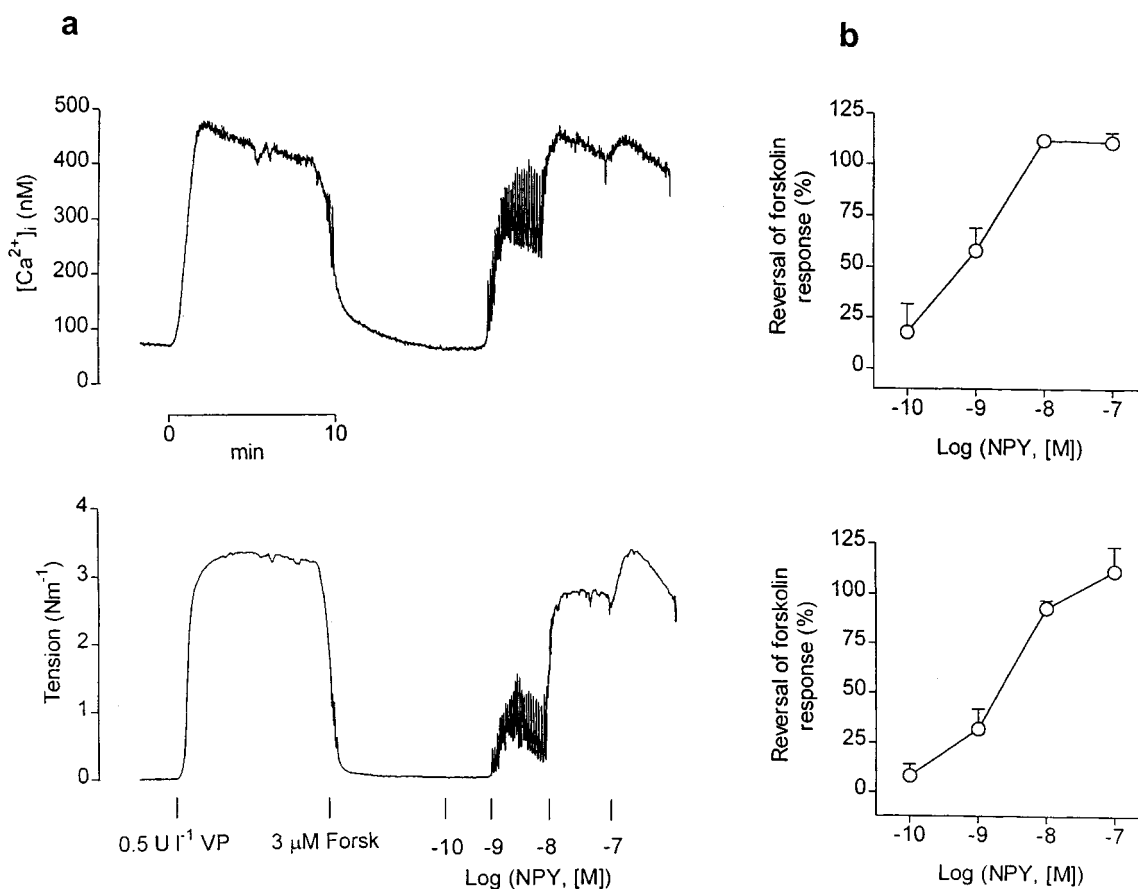 a
b
500
400
300
200
100
0
[Ca²⁺]ᵢ (nM)
0
10
min
125
100
75
50
25
0
Reversal of forskolin
response (%)
-10
-9
-8
-7
Log (NPY, [M])
4
3
2
1
0
Tension (Nm⁻¹)
0.5 U l⁻¹ VP
3 μM Forsk
-10
-9
-8
-7
Log (NPY, [M])
125
100
75
50
25
0
Reversal of forskolin
response (%)
-10
-9
-8
-7
Log (NPY, [M])